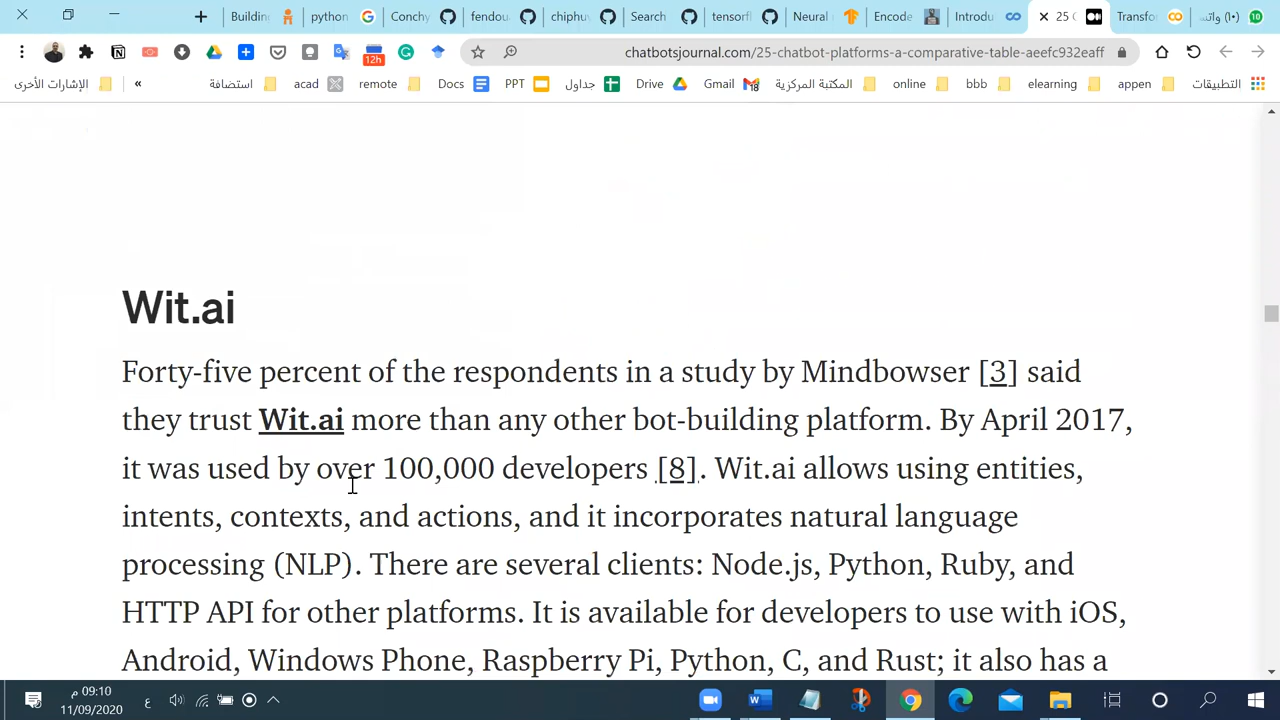 Building
python
Conchy
fendou
chiphuy
Search
tensorfl
Neural
Encode
Introdu
25 C
Transfo
10
chatbotsjournal.com/25-chatbot-platforms-a-comparative-table-aeefc932eaff
12h
الإشارات الأخرى
«
استضافة
acad
remote
Docs
PPT
جداول
Drive
Gmail
المكتبة المركزية
online
bbb
elearning
appen
التطبيقات
Wit.ai
Forty-five percent of the respondents in a study by Mindbowser [3] said
they trust Wit.ai more than any other bot-building platform. By April 2017,
it was used by over 100,000 developers [8]. Wit.ai allows using entities,
intents, contexts, and actions, and it incorporates natural language
processing (NLP). There are several clients: Node.js, Python, Ruby, and
HTTP API for other platforms. It is available for developers to use with iOS,
Android, Windows Phone, Raspberry Pi, Python, C, and Rust; it also has a
09:10 م
11/09/2020
ع